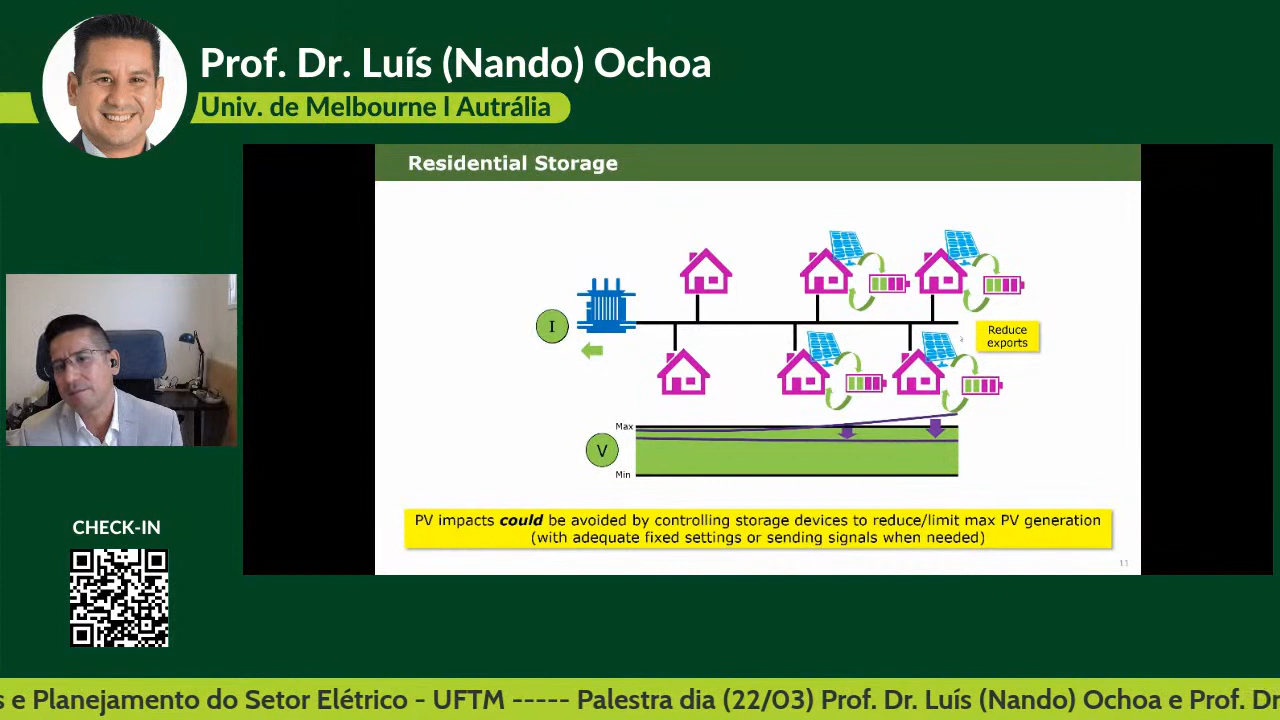 Prof. Dr. Luís (Nando) Ochoa
Univ. de Melbourne l Autrália
Residential Storage
I
Reduce
exports
Max
V
Min
PV impacts could be avoided by controlling storage devices to reduce/limit max PV generation
(with adequate fixed settings or sending signals when needed)
11
CHECK-IN
s e Planejamento do Setor Elétrico - UFTM ----- Palestra dia (22/03) Prof. Dr. Luís (Nando) Ochoa e Prof. Dr